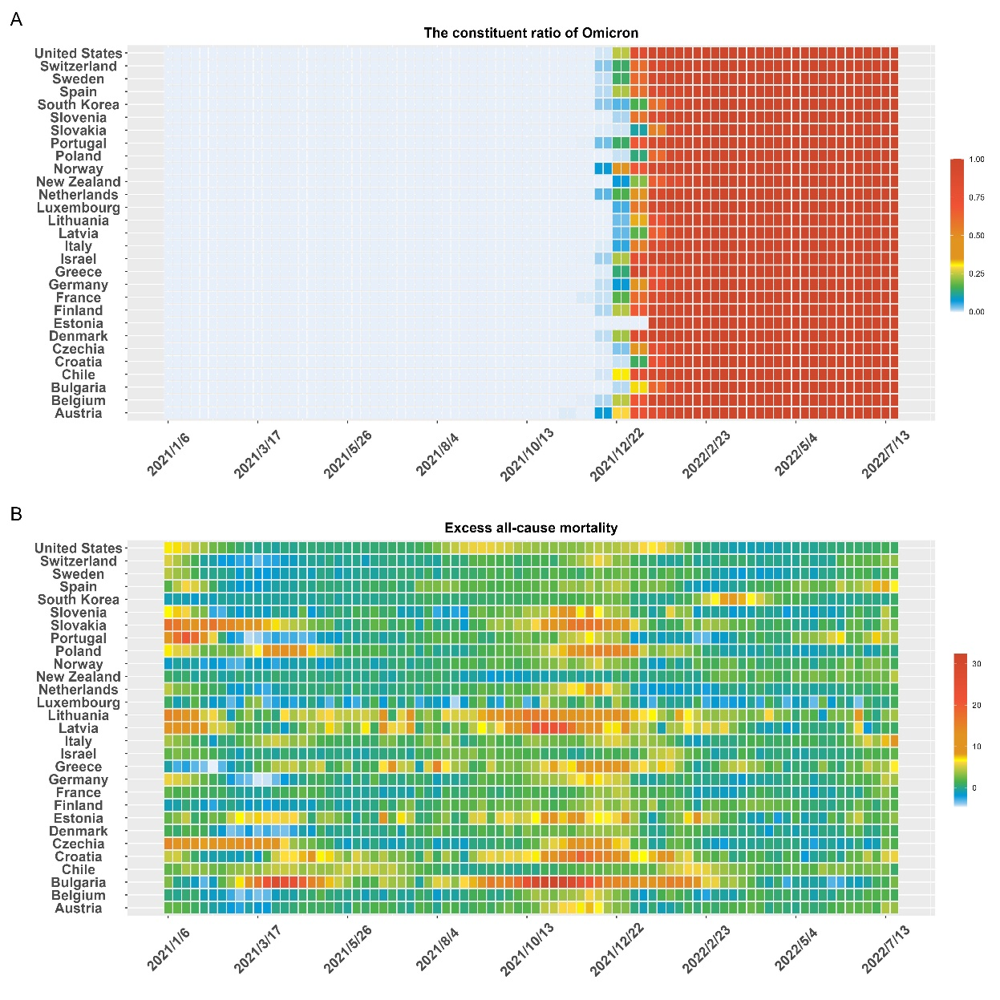 A
The constituent ratio of Omicron
United States
Switzerland
Sweden
Spain
South Korea
Slovenia
Slovakia
Portugal
Poland
Norway
New Zealand
Netherlands
Luxembourg
Lithuania
Latvia
Italy
Israel
Greece
Germany
France
Finland
Estonia
Denmark
Czechia
Croatia
Chile
Bulgaria
Belgium
Austria
1.00
0.75
0.50
0.25
0.00
2021/1/6
2021/3/17
2021/5/26
2021/8/4
2021/10/13
2021/12/22
2022/2/23
2022/5/4
2022/7/13
B
Excess all-cause mortality
United States
Switzerland
Sweden
Spain
South Korea
Slovenia
Slovakia
Portugal
Poland
Norway
New Zealand
Netherlands
Luxembourg
Lithuania
Latvia
Italy
Israel
Greece
Germany
France
Finland
Estonia
Denmark
Czechia
Croatia
Chile
Bulgaria
Belgium
Austria
30
20
10
0
2021/1/6
2021/3/17
2021/5/26
2021/8/4
2021/10/13
2021/12/22
2022/2/23
2022/5/4
2022/7/13